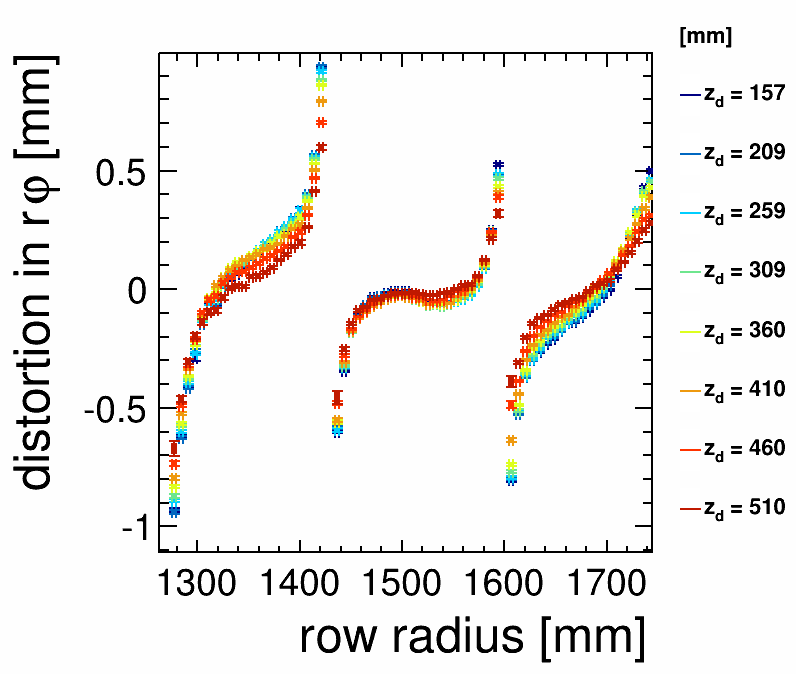 [mm]
z_d = 157
z_d = 209
z_d = 259
z_d = 309
z_d = 360
z_d = 410
z_d = 460
z_d = 510
distortion in r φ [mm]
0.5
0
-0.5
-1
1300 1400 1500 1600 1700
row radius [mm]